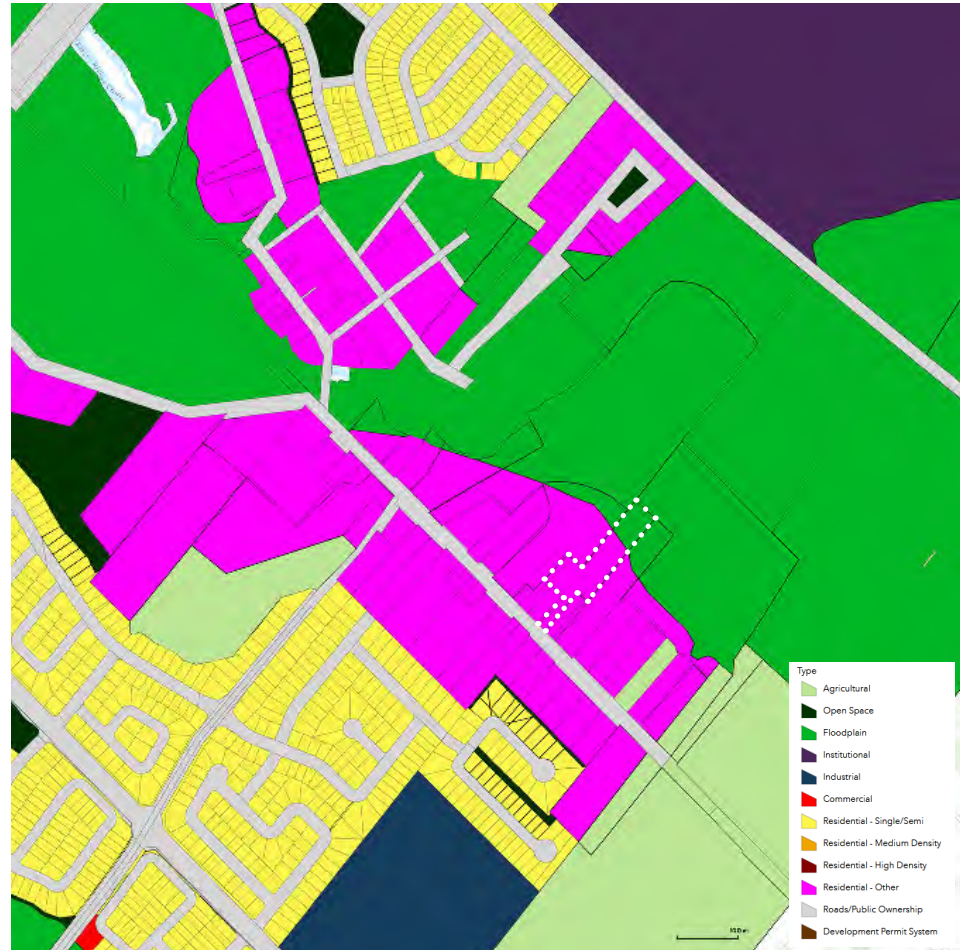 Type
Agricultural
Open Space
Floodplain
Institutional
Industrial
Commercial
Residential - Single/Semi
Residential - Medium Density
Residential - High Density
Residential - Other
Roads/Public Ownership
Development Permit System